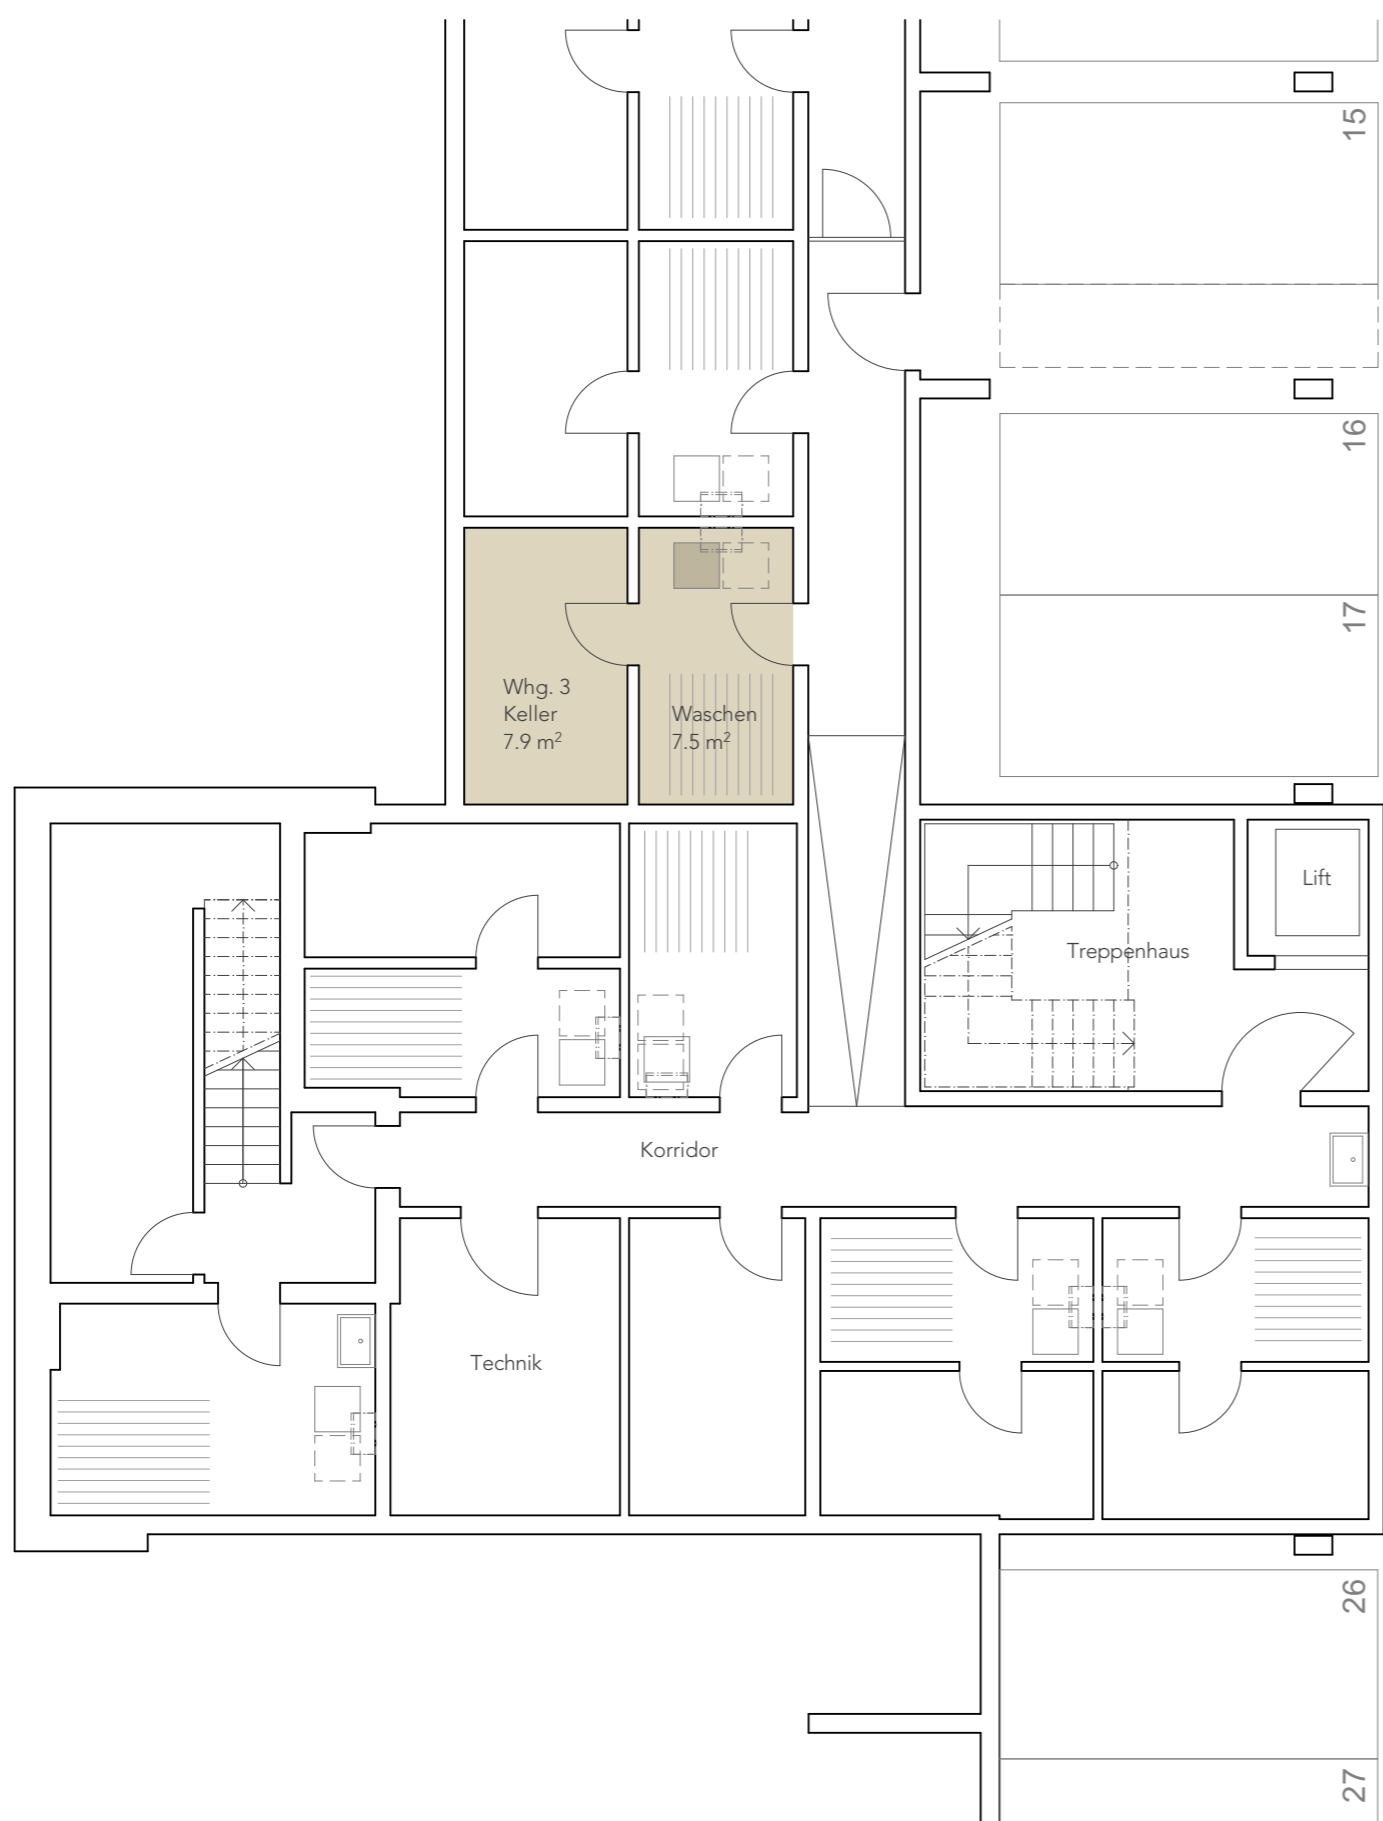 15
16
17
Whg. 3
Keller
7.9 m²
Waschen
7.5 m²
Lift
Treppenhaus
Korridor
Technik
26
27